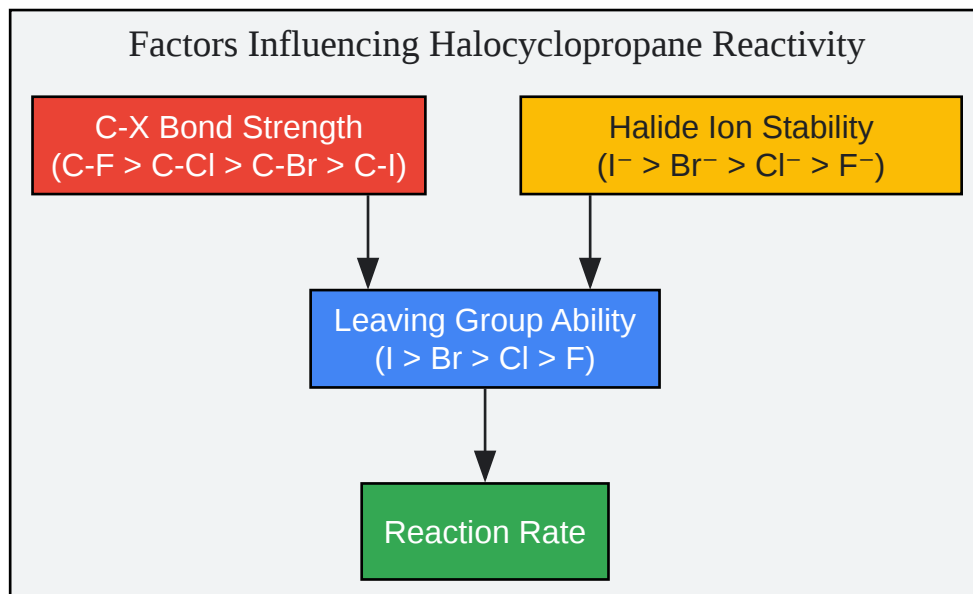 Factors Influencing Halocyclopropane Reactivity
C-X Bond Strength
(C-F > C-Cl > C-Br > C-I)
Halide Ion Stability
(I⁻ > Br⁻ > Cl⁻ > F⁻)
Leaving Group Ability
(I > Br > Cl > F)
Reaction Rate